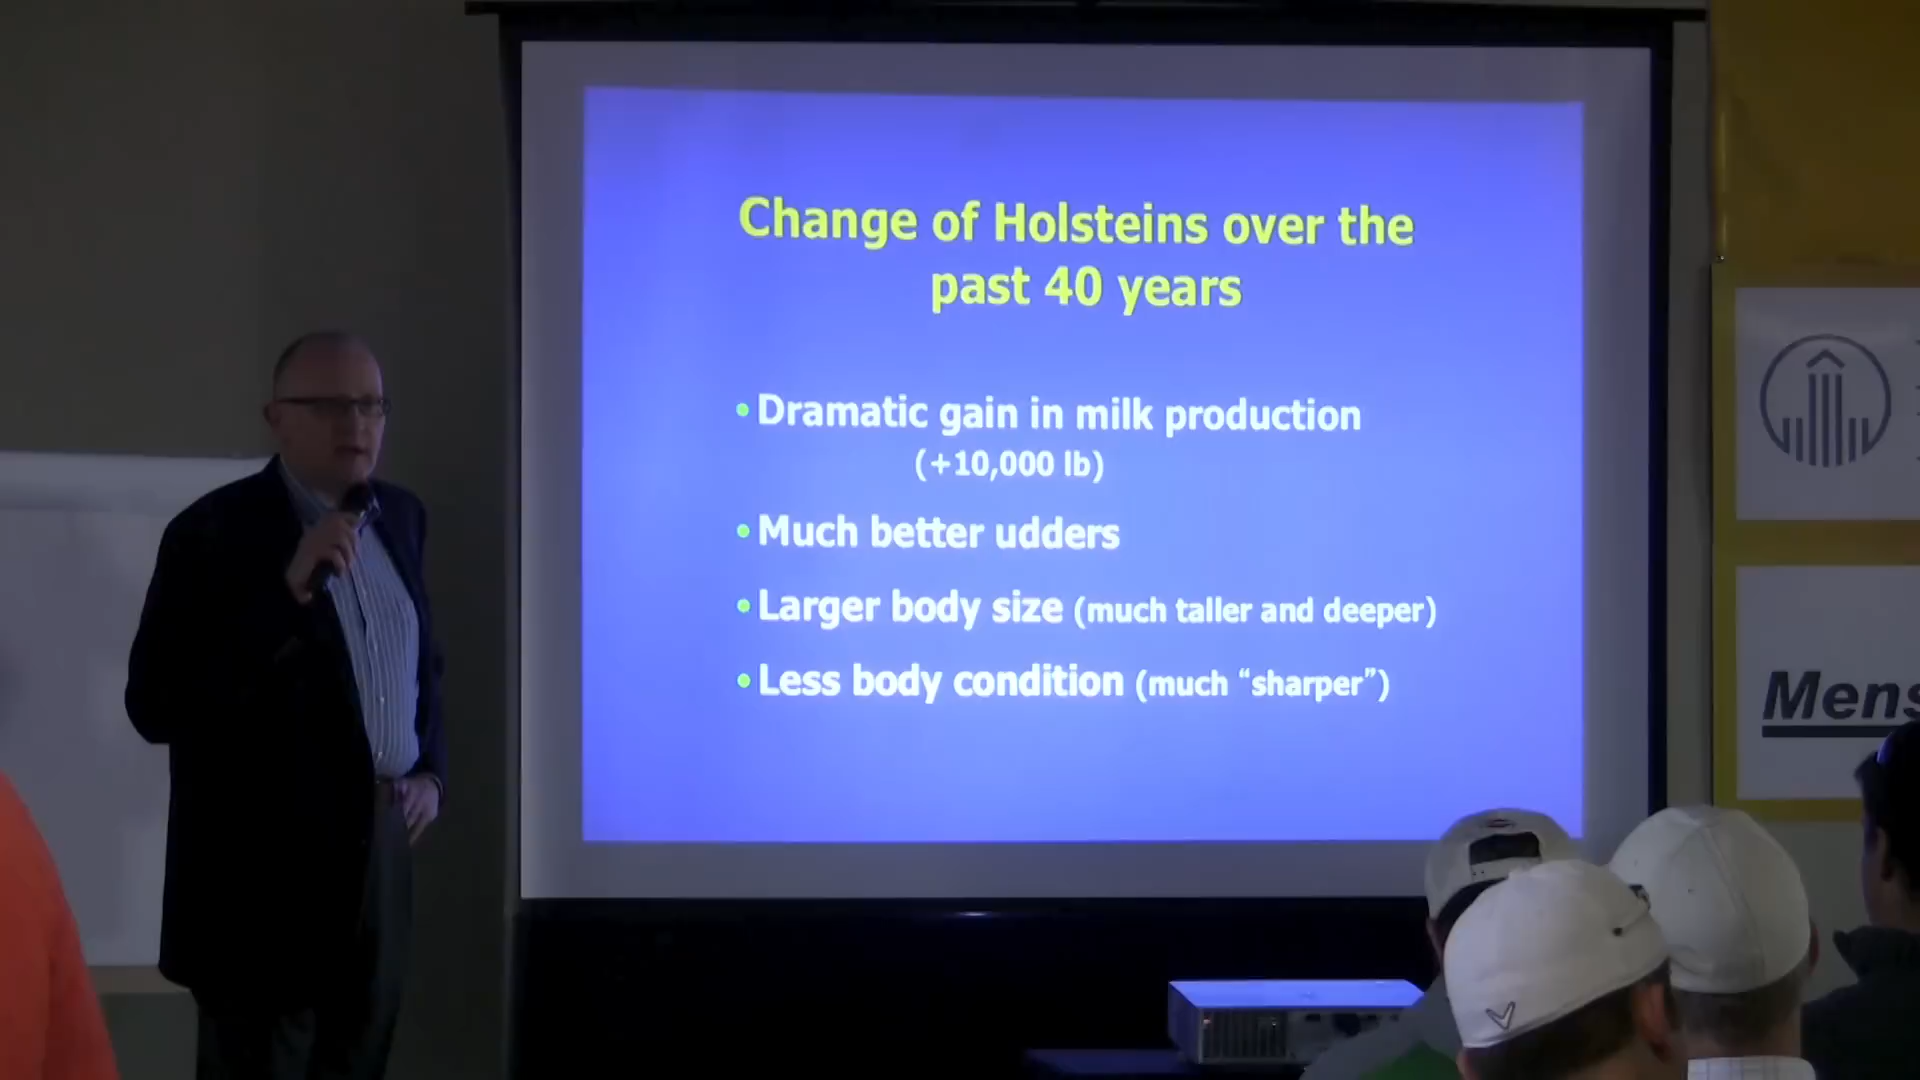 Change of Holsteins over the
past 40 years
• Dramatic gain in milk production
(+10,000 lb)
• Much better udders
• Larger body size (much taller and deeper)
• Less body condition (much “sharper”)
Mens